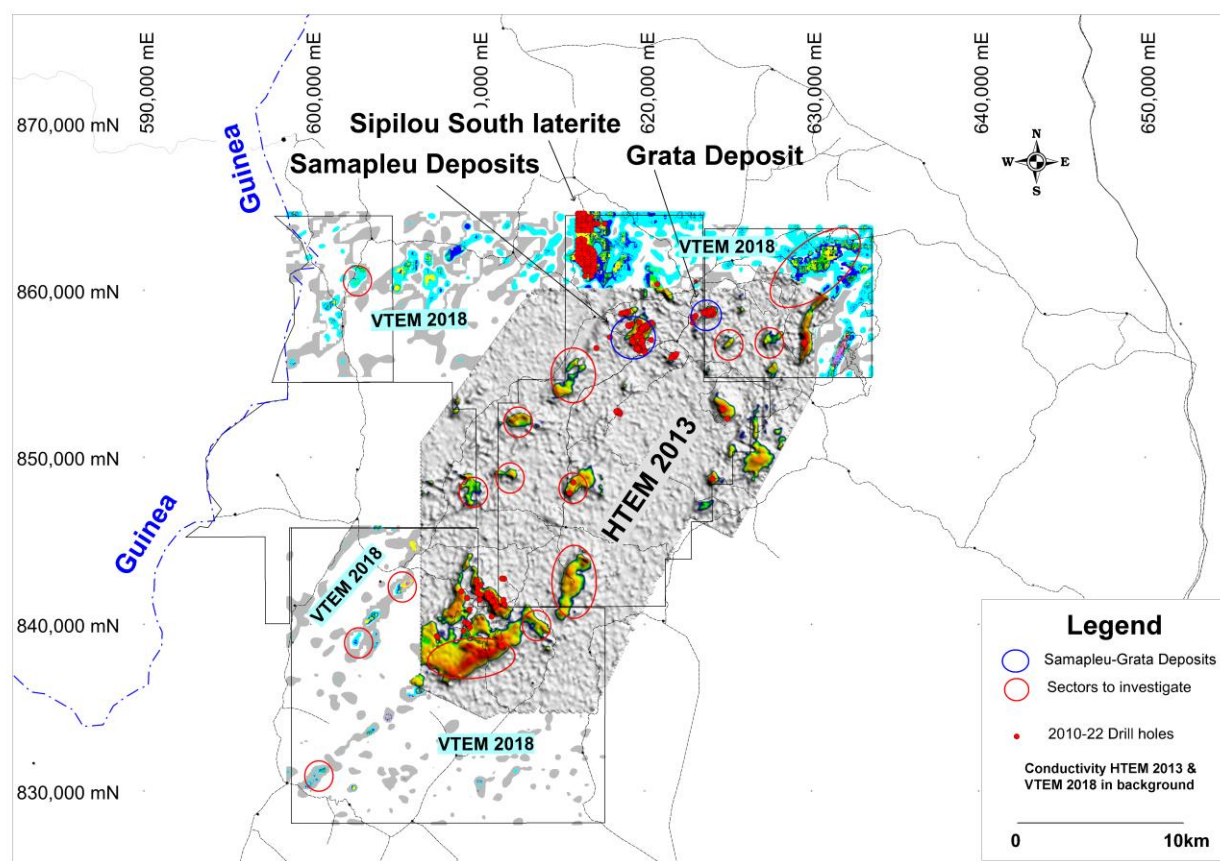 590,000 mE
600,000 mE
0,000 mE
620,000 mE
630,000 mE
640,000 mE
650,000 mE
870,000 mN
860,000 mN
850,000 mN
840,000 mN
830,000 mN
Guinea
Guinea
Sipilou South laterite
Samapleu Deposits
Grata Deposit
N
W
E
S
VTEM 2018
VTEM 2018
HTEM 2013
VTEM 2018
VTEM 2018
Legend
Samapleu-Grata Deposits
Sectors to investigate
2010-22 Drill holes
Conductivity HTEM 2013 &
VTEM 2018 in background
0
10km